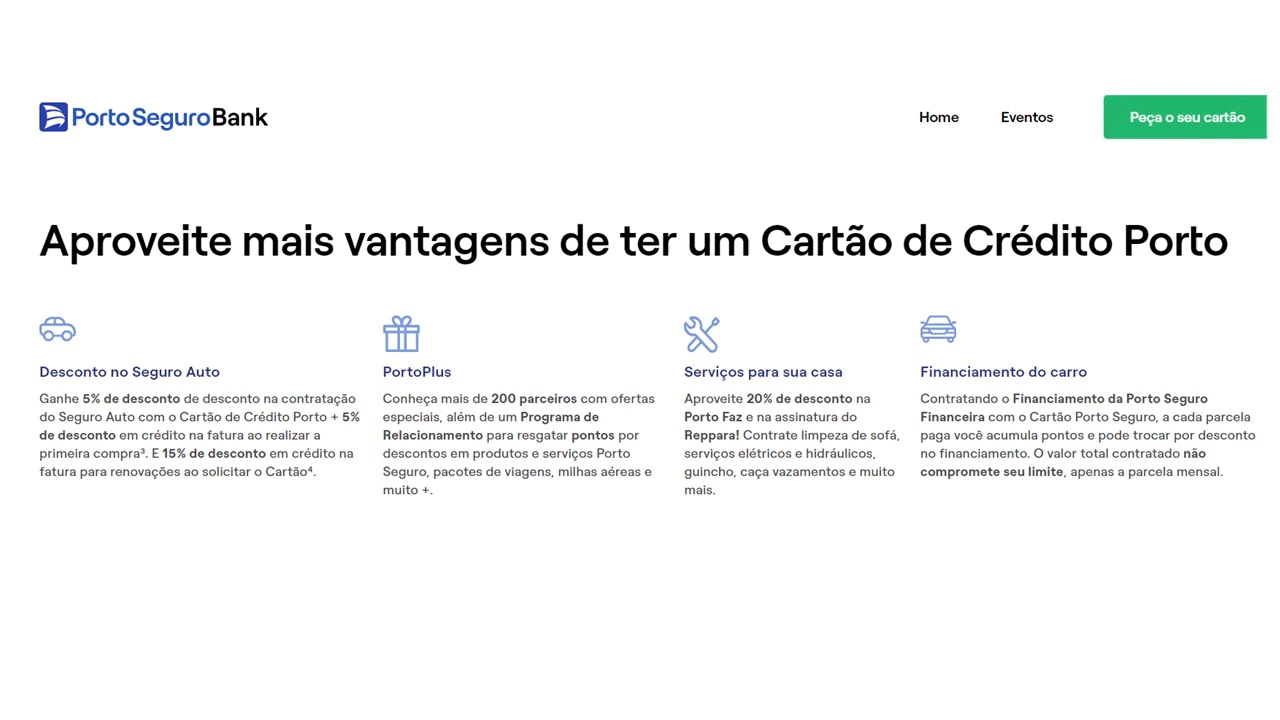 Porto Seguro Bank
Home
Eventos
Peça o seu cartão
Aproveite mais vantagens de ter um Cartão de Crédito Porto
Desconto no Seguro Auto
Ganhe 5% de desconto de desconto na contratação
do Seguro Auto com o Cartão de Crédito Porto + 5%
de desconto em crédito na fatura ao realizar a
primeira compra³. E 15% de desconto em crédito na
fatura para renovações ao solicitar o Cartão⁴.
PortoPlus
Conheça mais de 200 parceiros com ofertas
especiais, além de um Programa de
Relacionamento para resgatar pontos por
descontos em produtos e serviços Porto
Seguro, pacotes de viagens, milhas aéreas e
muito +.
Serviços para sua casa
Aproveite 20% de desconto na
Porto Faz e na assinatura do
Reppara! Contrate limpeza de sofá,
serviços elétricos e hidráulicos,
guincho, caça vazamentos e muito
mais.
Financiamento do carro
Contratando o Financiamento da Porto Seguro
Financeira com o Cartão Porto Seguro, a cada parcela
paga você acumula pontos e pode trocar por desconto
no financiamento. O valor total contratado não
compromete seu limite, apenas a parcela mensal.